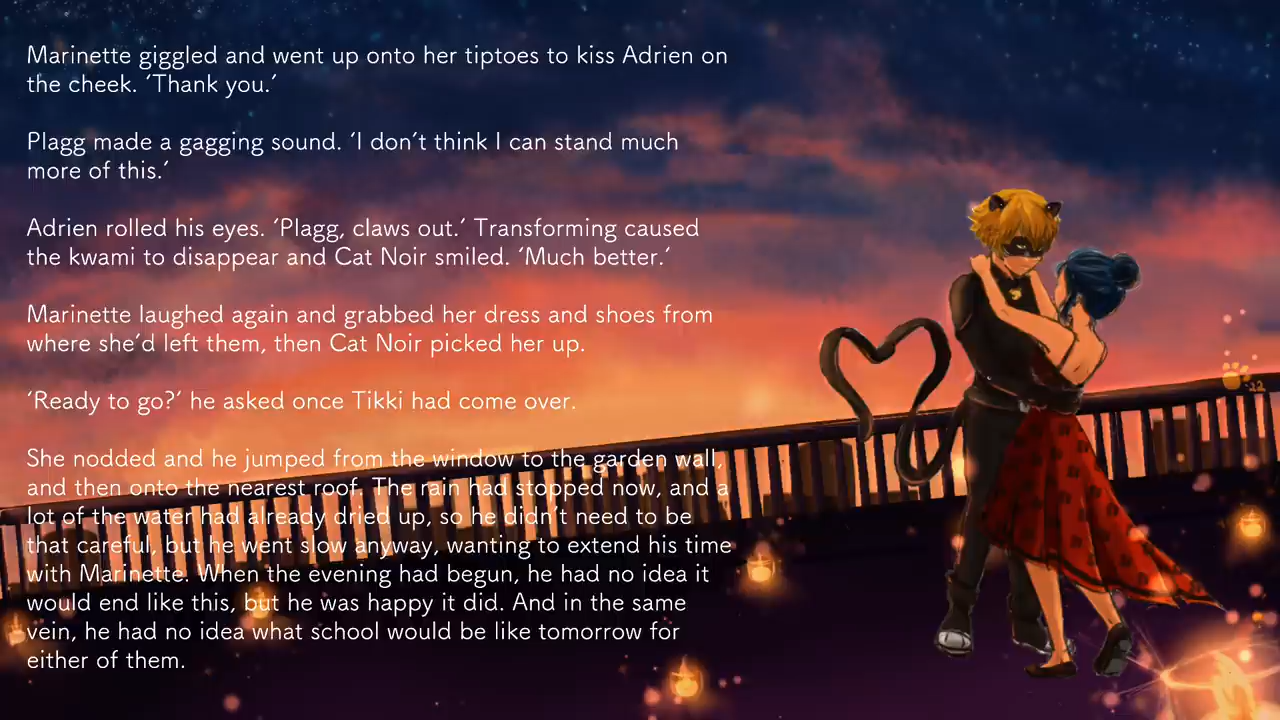 Marinette giggled and went up onto her tiptoes to kiss Adrien on
the cheek. ‘Thank you.’
Plagg made a gagging sound. ‘I don’t think I can stand much
more of this.’
Adrien rolled his eyes. ‘Plagg, claws out.’ Transforming caused
the kwami to disappear and Cat Noir smiled. ‘Much better.’
Marinette laughed again and grabbed her dress and shoes from
where she’d left them, then Cat Noir picked her up.
‘Ready to go?’ he asked once Tikki had come over.
She nodded and he jumped from the window to the garden wall,
and then onto the nearest roof. The rain had stopped now, and a
lot of the water had already dried up, so he didn’t need to be
that careful, but he went slow anyway, wanting to extend his time
with Marinette. When the evening had begun, he had no idea it
would end like this, but he was happy it did. And in the same
vein, he had no idea what school would be like tomorrow for
either of them.
'22